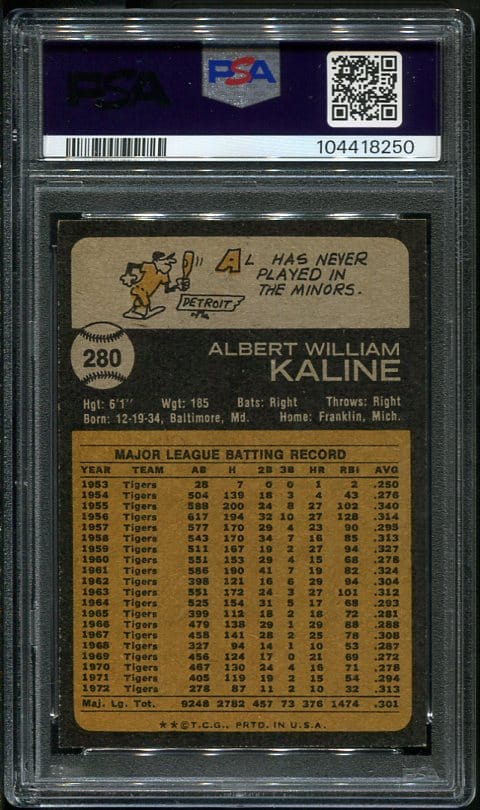 PSA
PSA
104418250
AL HAS NEVER
PLAYED IN
THE MINORS.
DETROIT
280
ALBERT WILLIAM
KALINE
Hgt: 6'1" Wgt: 185 Bats: Right Throws: Right
Born: 12-19-34, Baltimore, Md. Home: Franklin, Mich.
MAJOR LEAGUE BATTING RECORD
YEAR TEAM AB H 2B 3B HR RBI AVG
1953 Tigers 28 7 0 0 1 2 .250
1954 Tigers 504 139 18 3 4 43 .276
1955 Tigers 588 200 24 8 27 102 .340
1956 Tigers 617 194 32 10 27 128 .314
1957 Tigers 577 170 29 4 23 90 .295
1958 Tigers 543 170 34 7 16 85 .313
1959 Tigers 511 167 19 2 27 94 .327
1960 Tigers 551 153 29 4 15 68 .278
1961 Tigers 586 190 41 7 19 82 .324
1962 Tigers 398 121 16 6 29 94 .304
1963 Tigers 551 172 24 3 27 101 .312
1964 Tigers 525 154 31 5 17 68 .293
1965 Tigers 399 112 18 2 18 72 .281
1966 Tigers 479 138 29 1 29 88 .288
1967 Tigers 458 141 28 2 25 78 .308
1968 Tigers 327 94 14 1 10 53 .287
1969 Tigers 456 124 17 0 21 69 .272
1970 Tigers 467 130 24 4 16 71 .278
1971 Tigers 405 119 19 2 15 54 .294
1972 Tigers 278 87 11 2 10 32 .313
Maj. Lg. Tot. 9248 2782 457 73 376 1474 .301
**©T.C.G., PRTD. IN U.S.A.